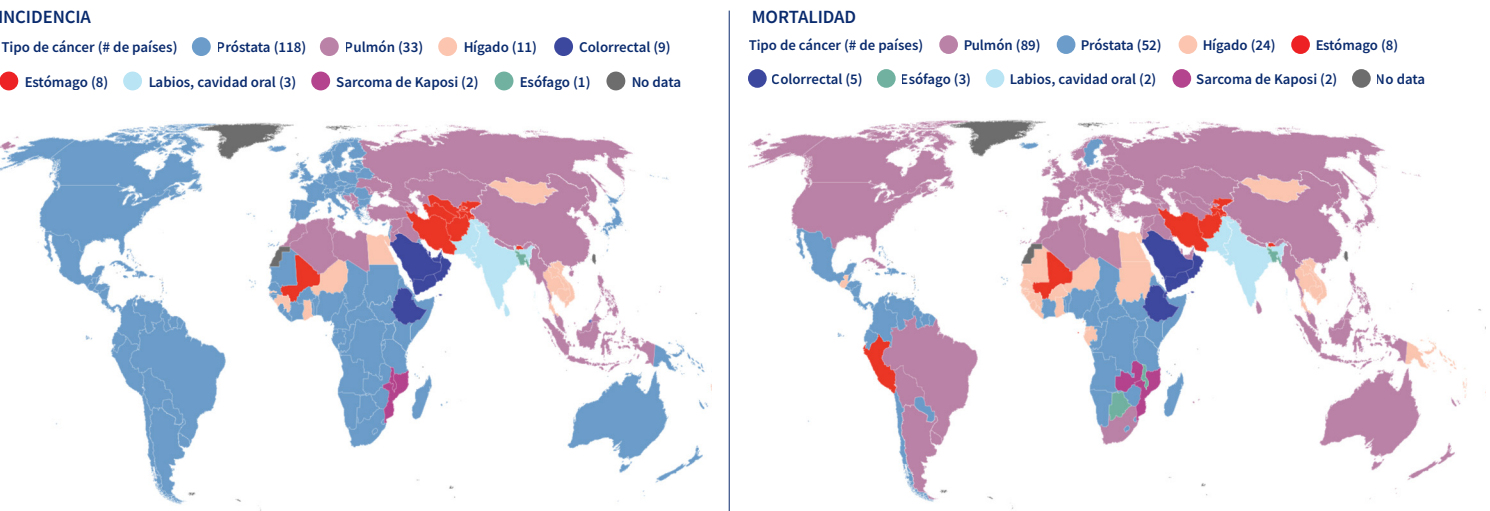 INCIDENCIA
Tipo de cáncer (# de países) Próstata (118) Pulmón (33) Hígado (11) Colorrectal (9)
Estómago (8) Labios, cavidad oral (3) Sarcoma de Kaposi (2) Esófago (1) No data
MORTALIDAD
Tipo de cáncer (# de países) Pulmón (89) Próstata (52) Hígado (24) Estómago (8)
Colorrectal (5) Esófago (3) Labios, cavidad oral (2) Sarcoma de Kaposi (2) No data